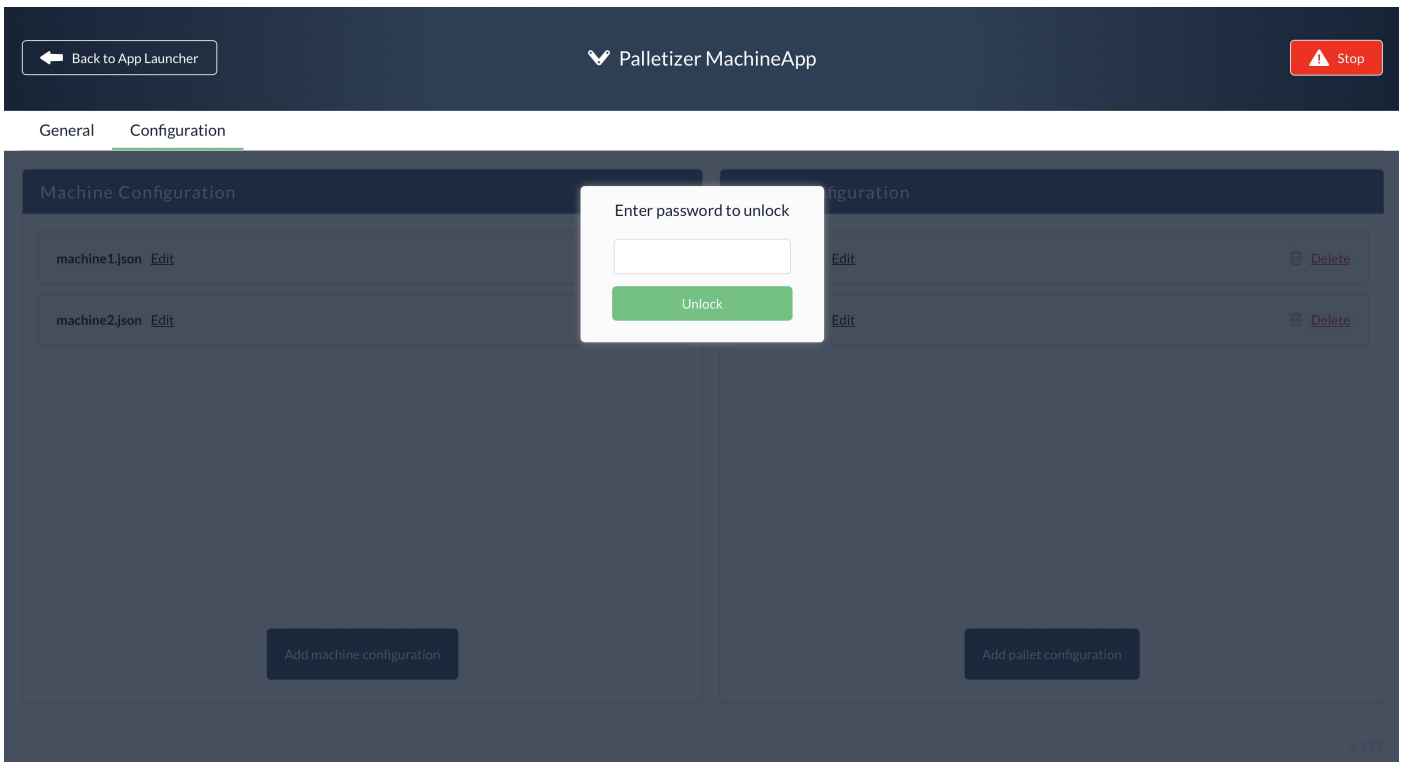 Back to App Launcher
Palletizer MachineApp
Stop
General
Configuration
Machine Configuration
figuration
Enter password to unlock
machine1.json Edit
Edit
Delete
Unlock
machine2.json Edit
Edit
Delete
Add machine configuration
Add pallet configuration
V.123